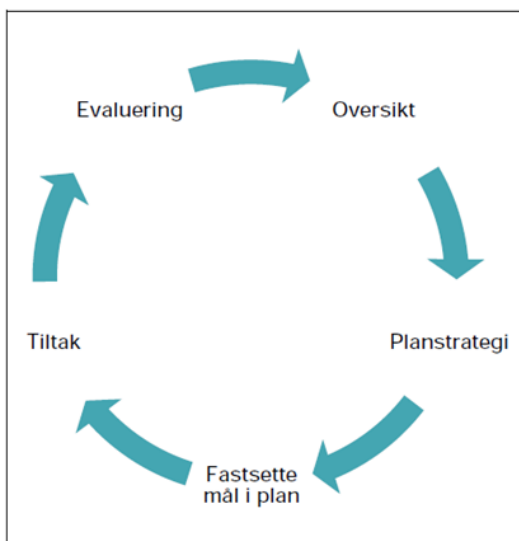 Evaluering
Oversikt
Tiltak
Planstrategi
Fastsette
mål i plan